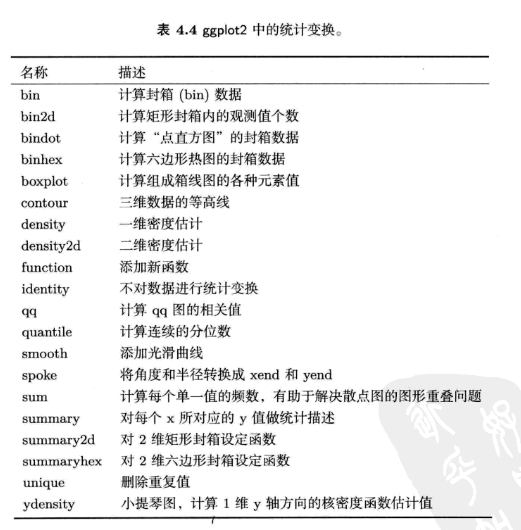 表 4.4 ggplot2 中的统计变换。
名称 描述
bin 计算封箱 (bin) 数据
bin2d 计算矩形封箱内的观测值个数
bindot 计算“点直方图”的封箱数据
binhex 计算六边形热图的封箱数据
boxplot 计算组成箱线图的各种元素值
contour 三维数据的等高线
density 一维密度估计
density2d 二维密度估计
function 添加新函数
identity 不对数据进行统计变换
qq 计算 qq 图的相关值
quantile 计算连续的分位数
smooth 添加光滑曲线
spoke 将角度和半径转换成 xend 和 yend
sum 计算每个单一值的频数，有助于解决散点图的图形重叠问题
summary 对每个 x 所对应的 y 值做统计描述
summary2d 对 2 维矩形封箱设定函数
summaryhex 对 2 维六边形封箱设定函数
unique 删除重复值
ydensity 小提琴图，计算 1 维 y 轴方向的核密度函数估计值